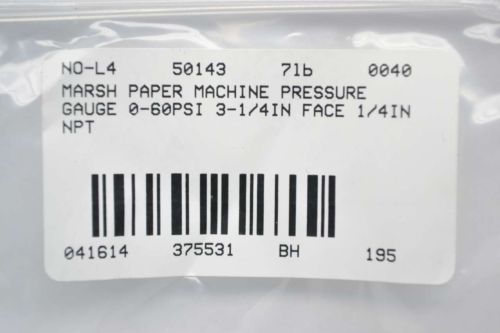 NO-L4 50143 7lb 0040
MARSH PAPER MACHINE PRESSURE
GAUGE 0-60PSI 3-1/4IN FACE 1/4IN
NPT
041614 375531 BH 195